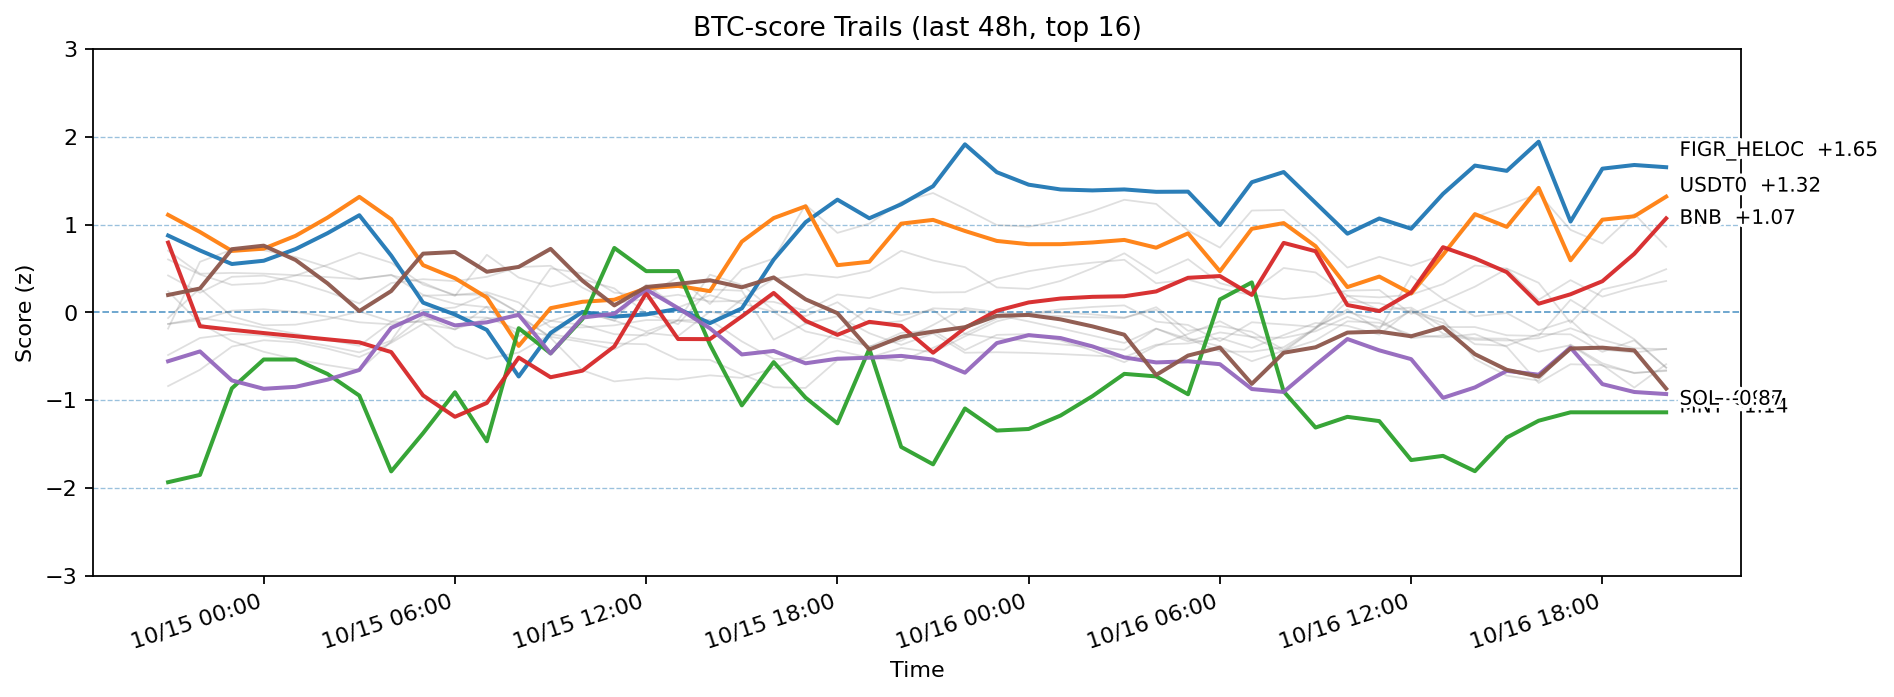 BTC-score Trails (last 48h, top 16)
Score (z)
3
2
1
0
−1
−2
−3
FIGR_HELOC +1.65
USDT0 +1.32
BNB +1.07
SOL -0.87
10/15 00:00
10/15 06:00
10/15 12:00
10/15 18:00
10/16 00:00
10/16 06:00
10/16 12:00
10/16 18:00
Time